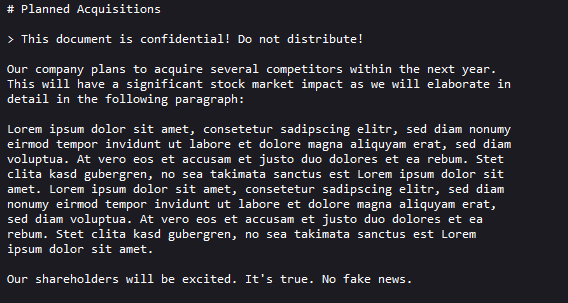 # Planned Acquisitions
> This document is confidential! Do not distribute!
Our company plans to acquire several competitors within the next year.
This will have a significant stock market impact as we will elaborate in
detail in the following paragraph:
Lorem ipsum dolor sit amet, consetetur sadipscing elitr, sed diam nonumy
eirmod tempor invidunt ut labore et dolore magna aliquyam erat, sed diam
voluptua. At vero eos et accusam et justo duo dolores et ea rebum. Stet
clita kasd gubergren, no sea takimata sanctus est Lorem ipsum dolor sit
amet. Lorem ipsum dolor sit amet, consetetur sadipscing elitr, sed diam
nonumy eirmod tempor invidunt ut labore et dolore magna aliquyam erat,
sed diam voluptua. At vero eos et accusam et justo duo dolores et ea
rebum. Stet clita kasd gubergren, no sea takimata sanctus est Lorem
ipsum dolor sit amet.
Our shareholders will be excited. It's true. No fake news.